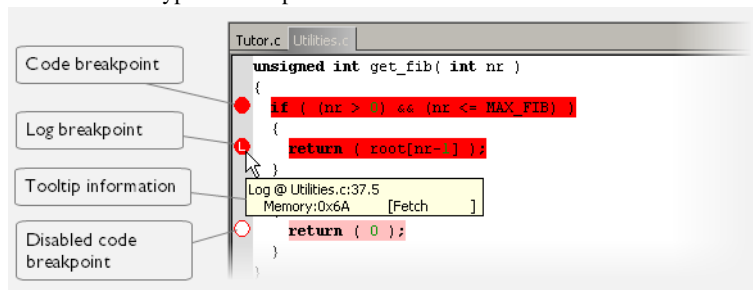 Tutor.c Utilities.c
Code breakpoint
unsigned int get_fib( int nr )
{
if ( (nr > 0) && (nr <= MAX_FIB) )
{
Log breakpoint
L
return ( root[nr-1] );
}
Tooltip information
Log @ Utilities.c:37.5
Memory:0x6A [Fetch ]
Disabled code
breakpoint
return ( 0 );
}
}